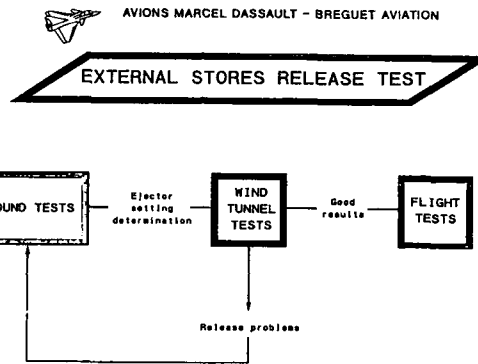 AVIONS MARCEL DASSAULT - BREGUET AVIATION
EXTERNAL STORES RELEASE TEST
OUND TESTS
Ejector
setting
determination
WIND
TUNNEL
TESTS
Good
results
FLIGHT
TESTS
Release problems